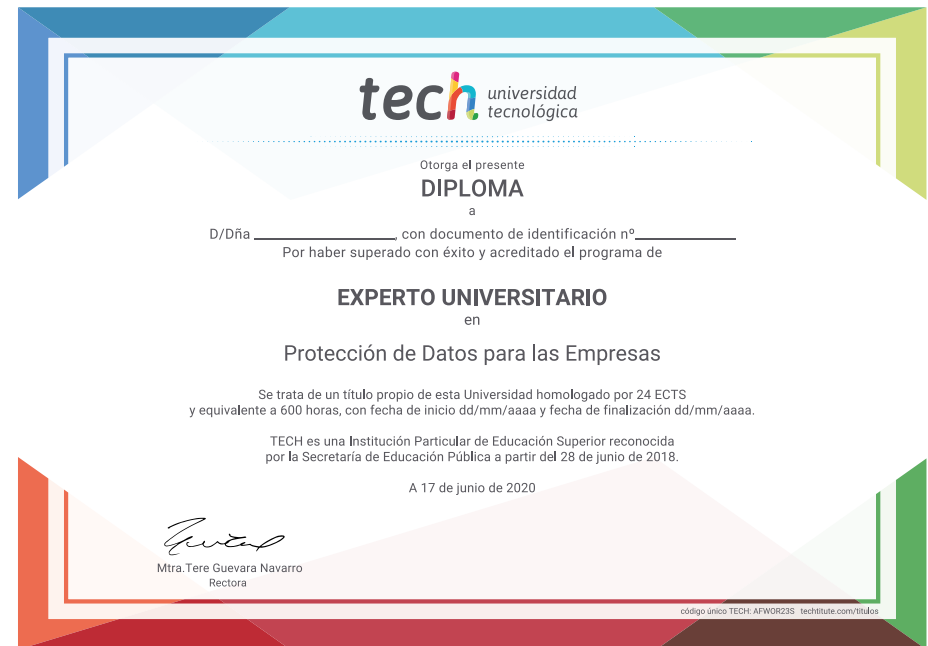 tech universidad
tecnológica
Otorga el presente
DIPLOMA
a
D/Dña ____________, con documento de identificación nº____________
Por haber superado con éxito y acreditado el programa de
EXPERTO UNIVERSITARIO
en
Protección de Datos para las Empresas
Se trata de un título propio de esta Universidad homologado por 24 ECTS
y equivalente a 600 horas, con fecha de inicio dd/mm/aaaa y fecha de finalización dd/mm/aaaa.
TECH es una Institución Particular de Educación Superior reconocida
por la Secretaría de Educación Pública a partir del 28 de junio de 2018.
A 17 de junio de 2020
Mtra.Tere Guevara Navarro
Rectora
código único TECH: AFWOR23S techtitute.com/titulos